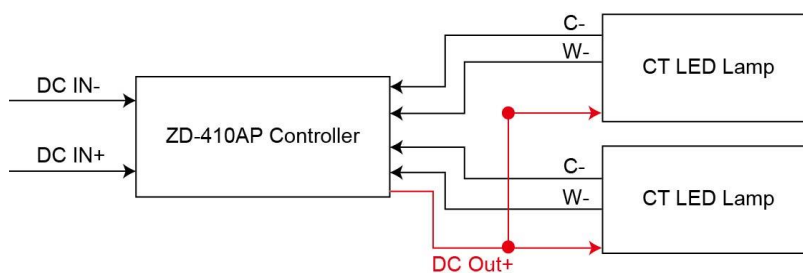 C-
W-
CT LED Lamp
DC IN-
ZD-410AP Controller
DC IN+
C-
W-
CT LED Lamp
DC Out+